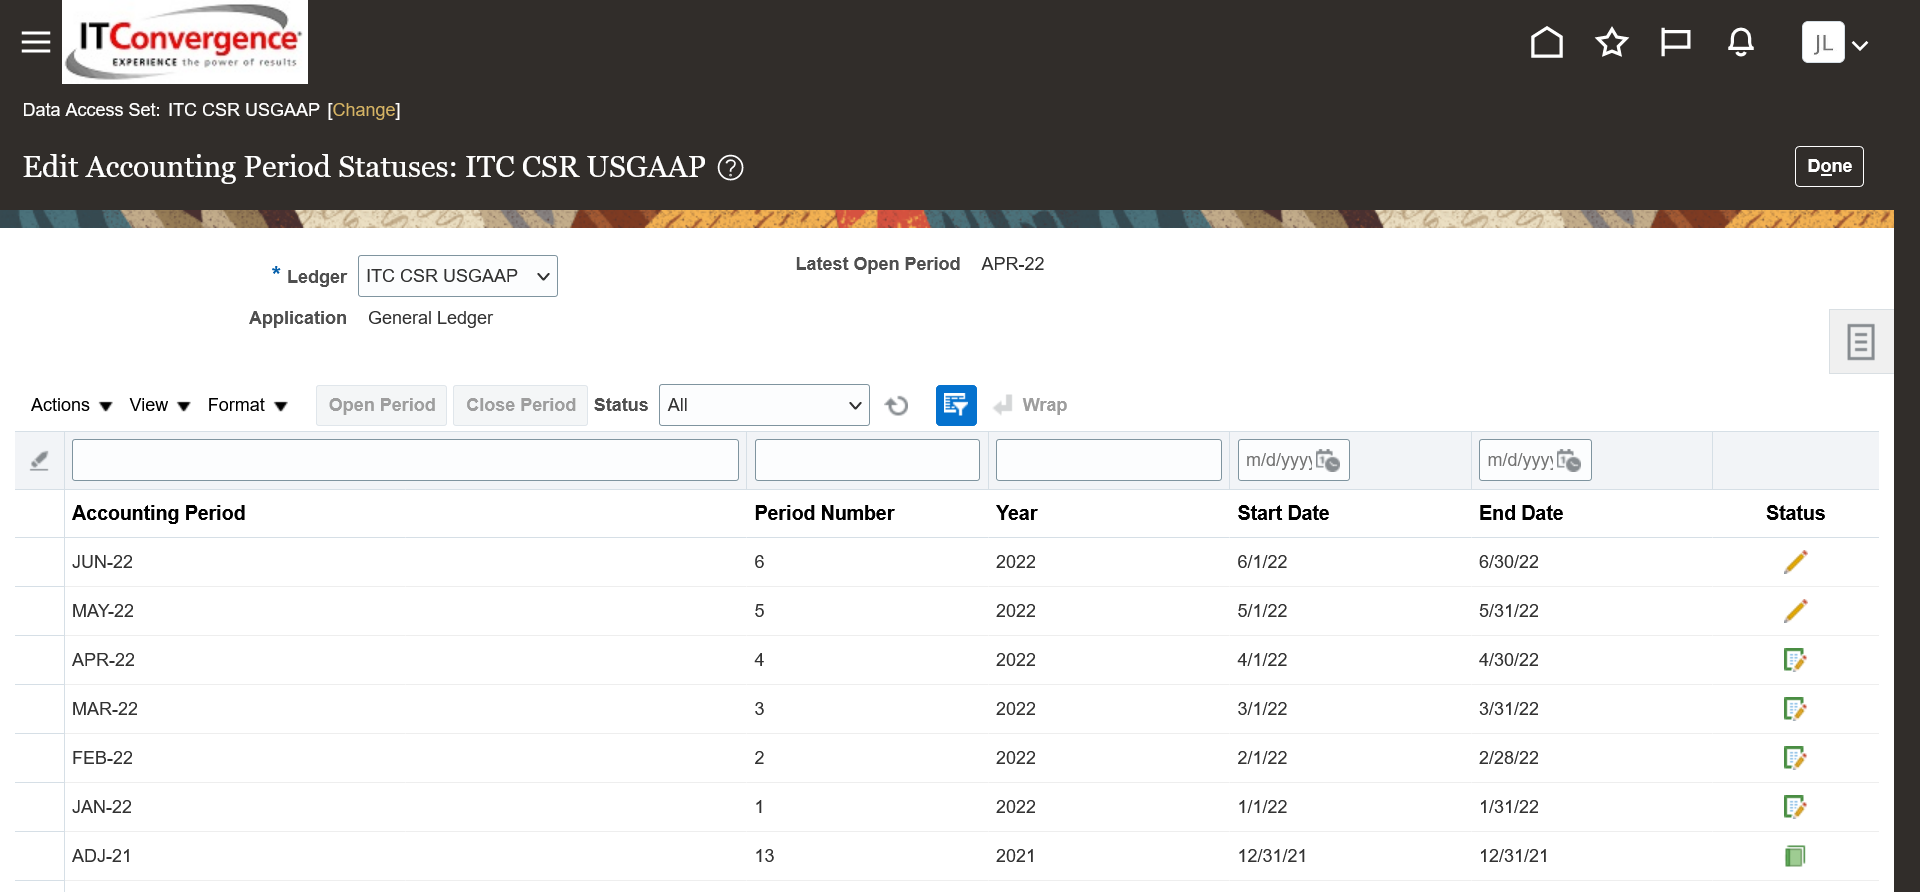 ITConvergence
EXPERIENCE the power of results
JL
Data Access Set: ITC CSR USGAAP [Change]
Edit Accounting Period Statuses: ITC CSR USGAAP ?
Done
* Ledger ITC CSR USGAAP
Latest Open Period APR-22
Application General Ledger
Actions View Format Open Period Close Period Status All Wrap
m/d/yyyy m/d/yyyy
Accounting Period Period Number Year Start Date End Date Status
JUN-22 6 2022 6/1/22 6/30/22
MAY-22 5 2022 5/1/22 5/31/22
APR-22 4 2022 4/1/22 4/30/22
MAR-22 3 2022 3/1/22 3/31/22
FEB-22 2 2022 2/1/22 2/28/22
JAN-22 1 2022 1/1/22 1/31/22
ADJ-21 13 2021 12/31/21 12/31/21